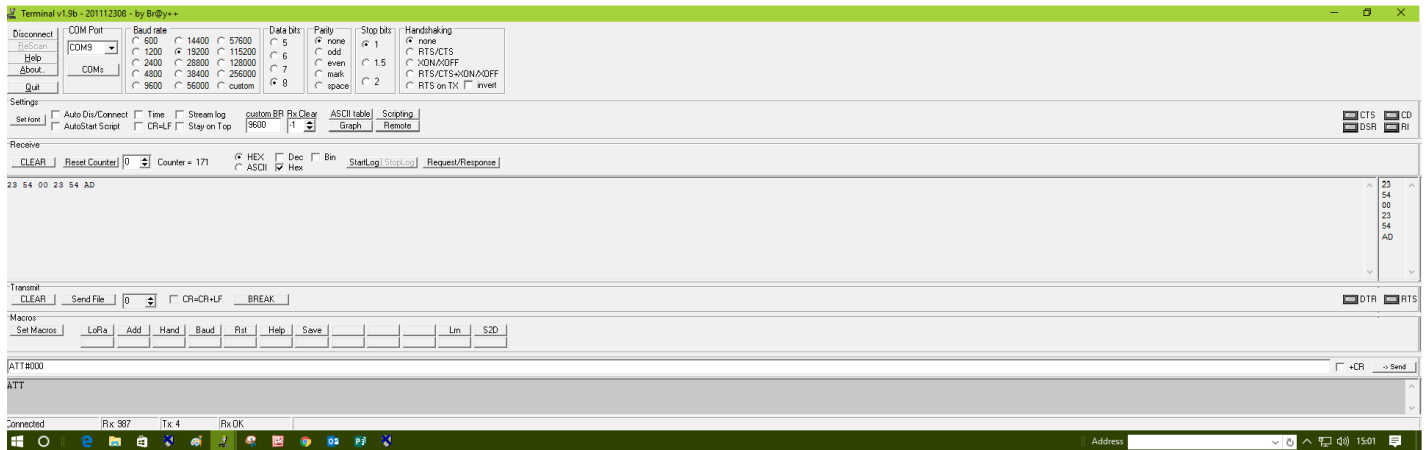 Terminal v1.9b - 20111230ß - by Br@y++
Disconnect
ReScan
Help
About..
Quit
COM Port
COM9
COMs
Baud rate
600 14400 57600
1200 19200 115200
2400 28800 128000
4800 38400 256000
9600 56000 custom
Data bits
5
6
7
8
Parity
none
odd
even
mark
space
Stop bits
1
1.5
2
Handshaking
none
RTS/CTS
XON/XOFF
RTS/CTS+XON/XOFF
RTS on TX invert
Settings
Set font
Auto Dis/Connect Time Stream log
AutoStart Script CR=LF Stay on Top
custom BR Rx Clear
9600 -1
ASCII table Scripting
Graph Remote
CTS CD
DSR RI
Receive
CLEAR Reset Counter 0 Counter = 171
HEX Dec Bin
ASCII Hex
StartLog StopLog Request/Response
23 54 00 23 54 AD
23
54
00
23
54
AD
Transmit
CLEAR Send File 0 CR=CR+LF BREAK
DTR RTS
Macros
Set Macros LoRa Add Hand Baud Rst Help Save Lm S2D
ATT#000
+CR -> Send
ATT
Connected Rx: 987 Tx: 4 Rx OK
Address
15:01